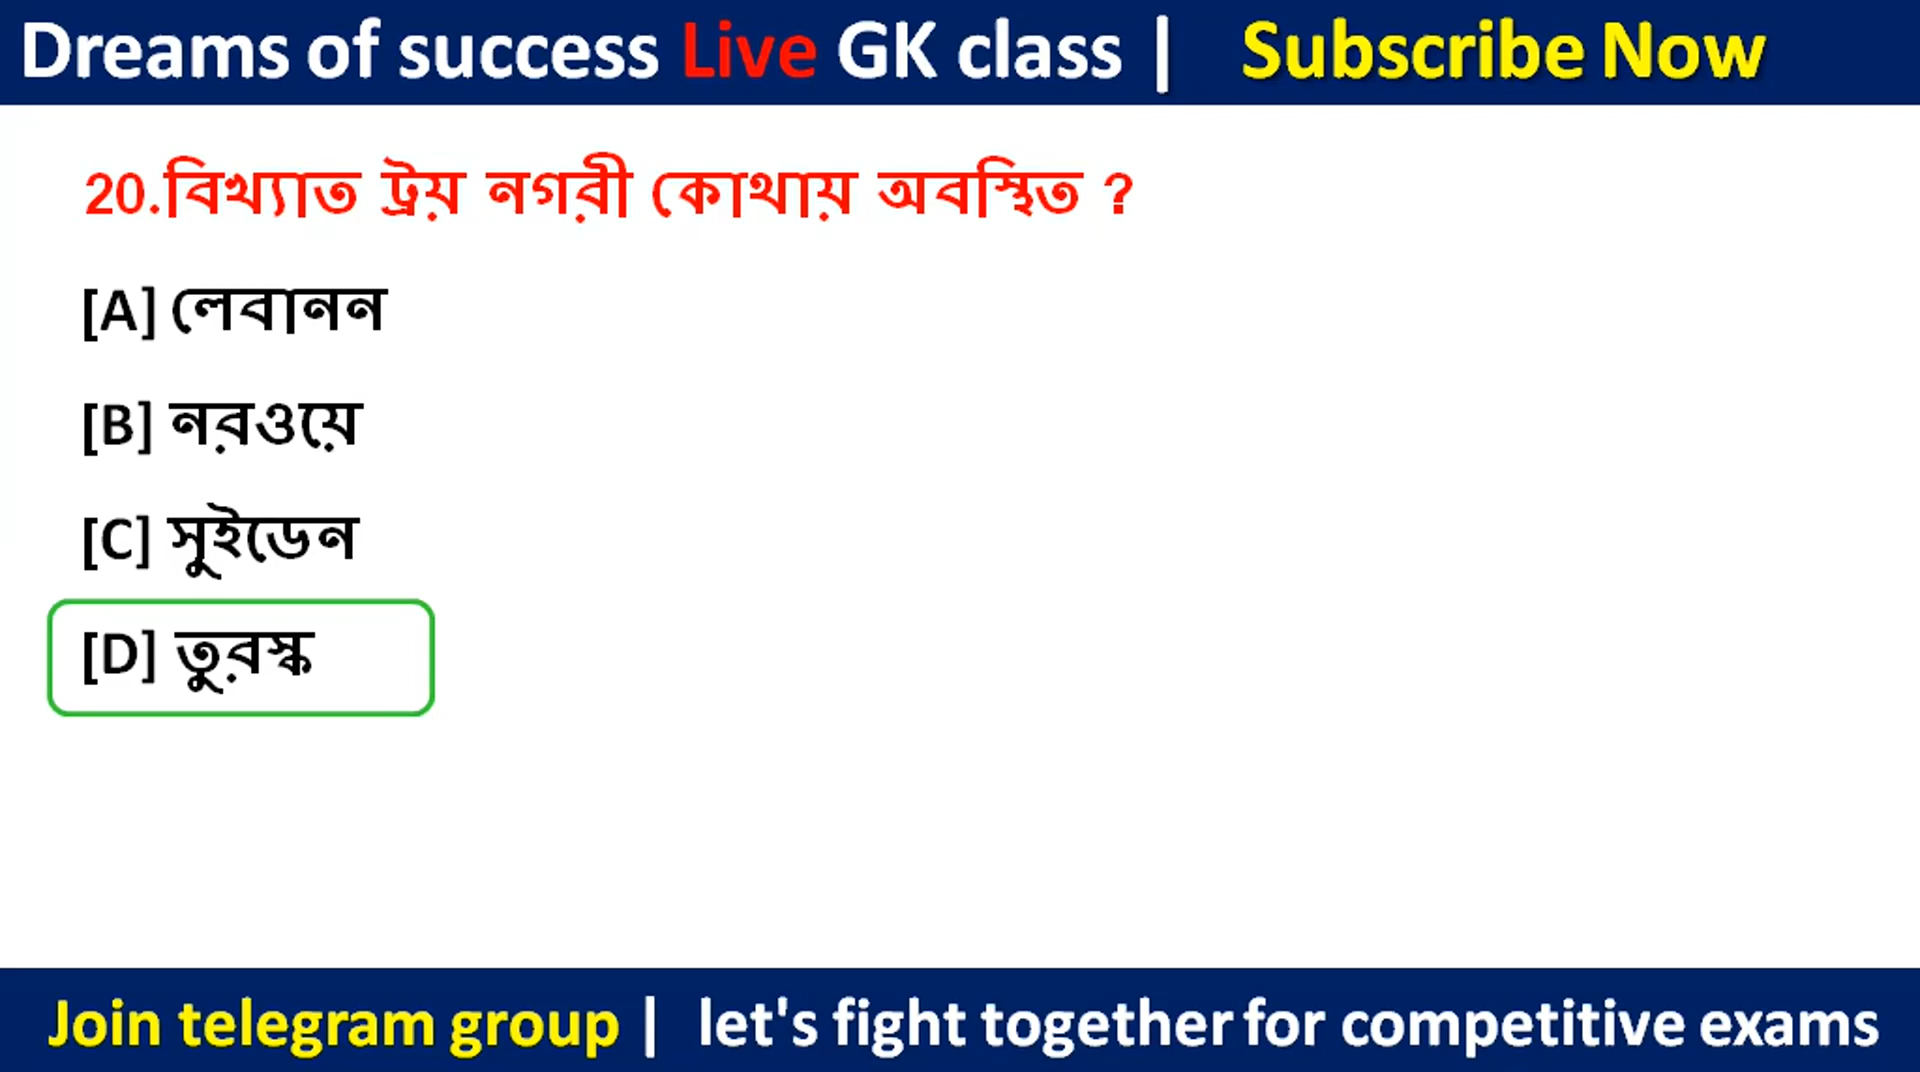 Dreams of success Live GK class | Subscribe Now
20.বিখ্যাত ট্রয় নগরী কোথায় অবস্থিত ?
[A] লেবানন
[B] নরওয়ে
[C] সুইডেন
[D] তুরস্ক
Join telegram group | let's fight together for competitive exams